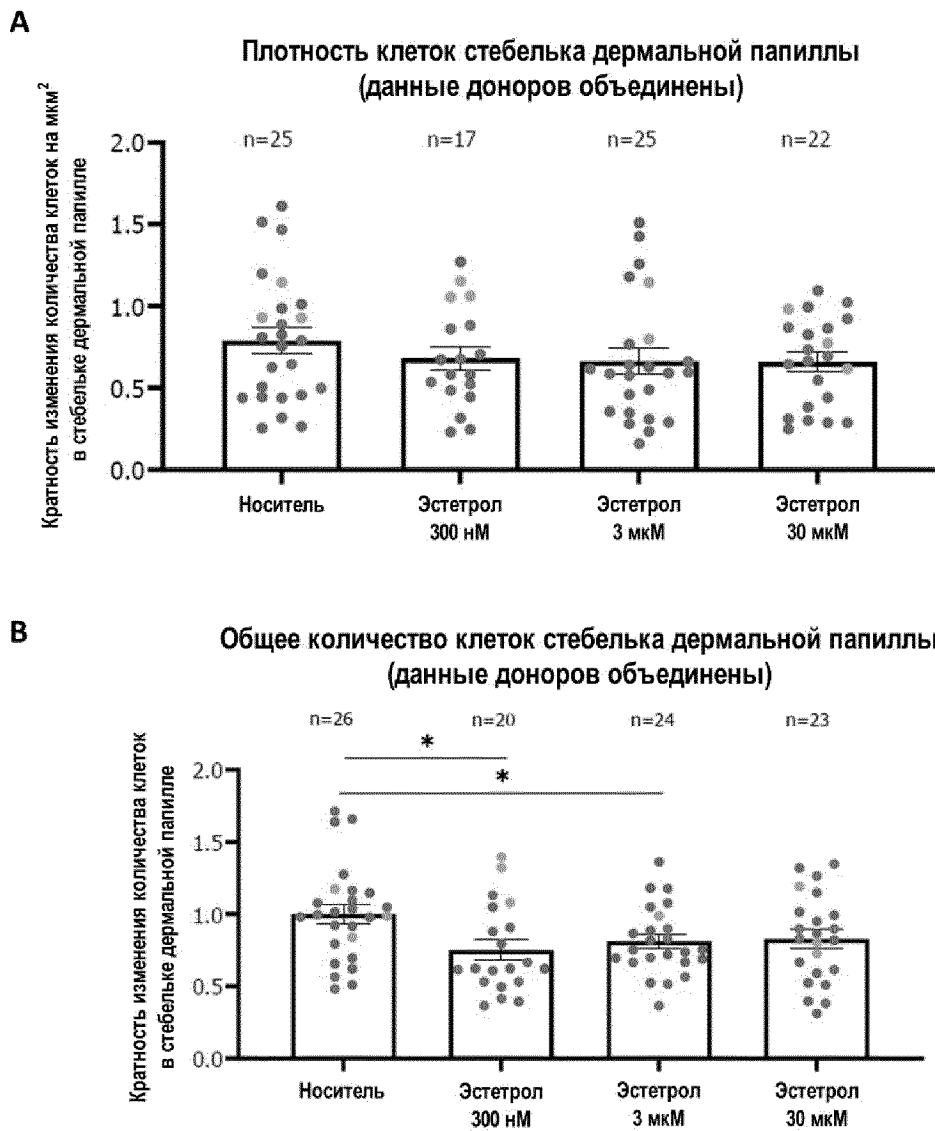 A
Плотность клеток стебелька дермальной папиллы
(данные доноров объединены)
Кратность изменения количества клеток на мкм²
в стебельке дермальной папилле
n=25 n=17 n=25 n=22
2.0
1.5
1.0
0.5
0.0
Носитель Эстетрол Эстетрол Эстетрол
300 нМ 3 мкМ 30 мкМ
B
Общее количество клеток стебелька дермальной папиллы
(данные доноров объединены)
Кратность изменения количества клеток
в стебельке дермальной папилле
n=26 n=20 n=24 n=23
*
*
2.0
1.5
1.0
0.5
0.0
Носитель Эстетрол Эстетрол Эстетрол
300 нМ 3 мкМ 30 мкМ